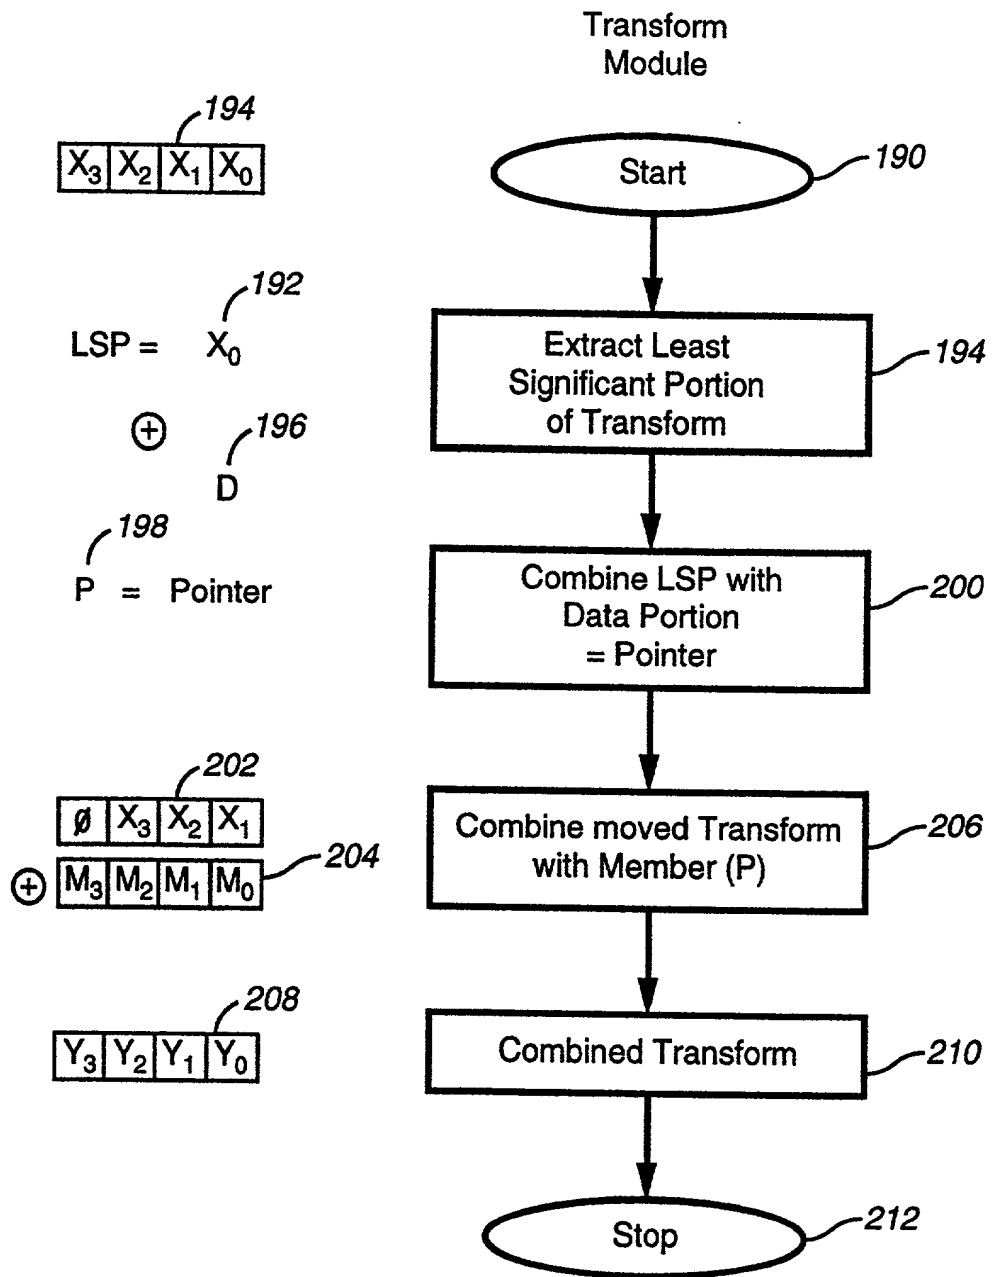 Transform
Module
194
X3 X2 X1 X0
Start
190
192
LSP = X0
Extract Least
Significant Portion
of Transform
194
⊕
196
D
198
P = Pointer
Combine LSP with
Data Portion
= Pointer
200
202
Ø X3 X2 X1
204
⊕ M3 M2 M1 M0
Combine moved Transform
with Member (P)
206
208
Y3 Y2 Y1 Y0
Combined Transform
210
Stop
212